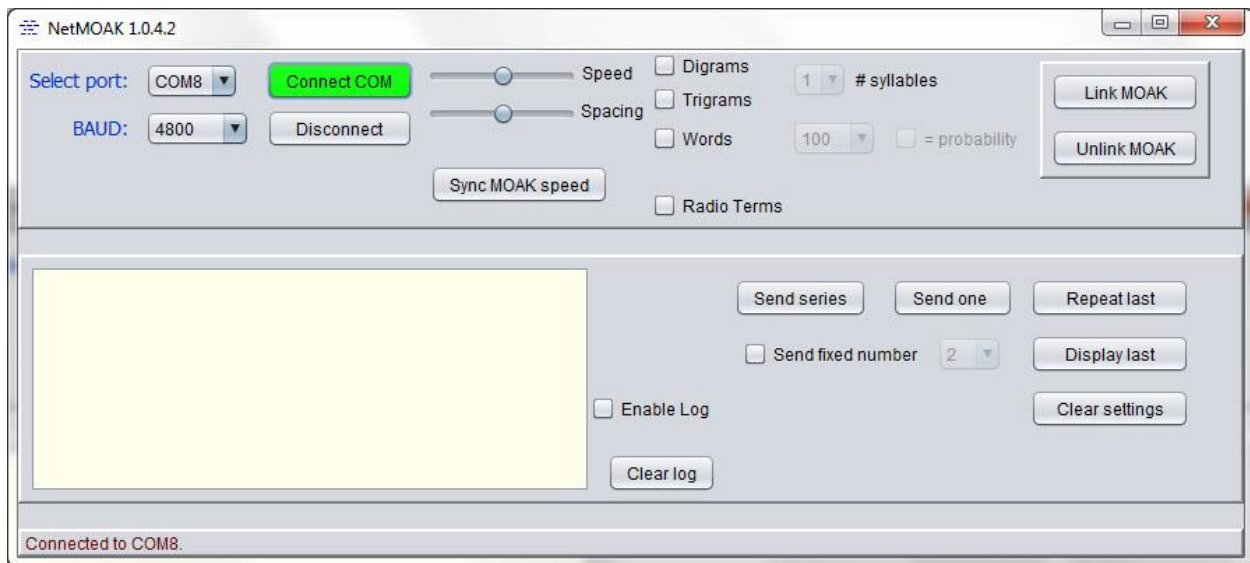 NetMOAK 1.0.4.2
Select port: COM8 Connect COM Speed Digrams 1 # syllables Link MOAK
Trigrams
Spacing
BAUD: 4800 Disconnect Words 100 = probability Unlink MOAK
Sync MOAK speed
Radio Terms
Send series Send one Repeat last
Send fixed number 2 Display last
Enable Log Clear settings
Clear log
Connected to COM8.